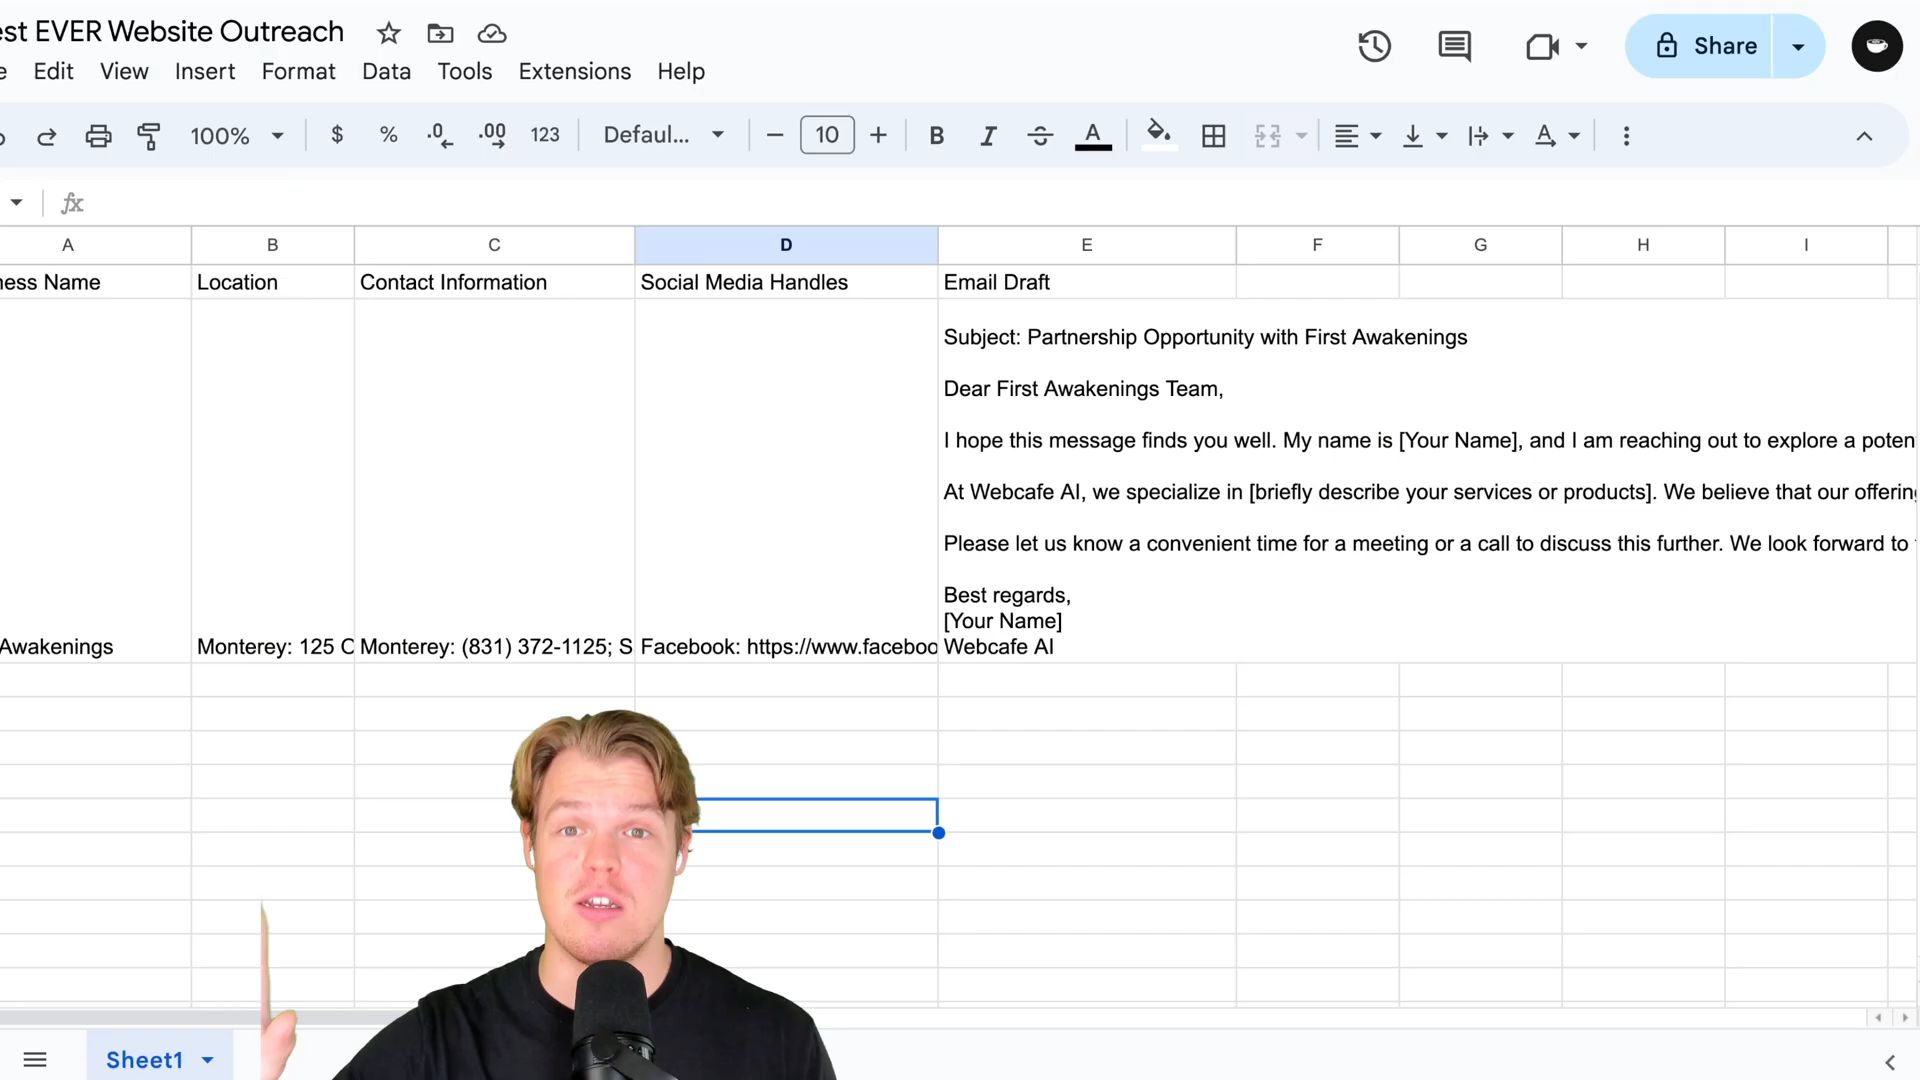 est EVER Website Outreach
Share
e Edit View Insert Format Data Tools Extensions Help
100% $ % .0 .00 123 Defaul... 10 B I A
fx
A B C D E F G H I
ness Name Location Contact Information Social Media Handles Email Draft
Subject: Partnership Opportunity with First Awakenings
Dear First Awakenings Team,
I hope this message finds you well. My name is [Your Name], and I am reaching out to explore a poten
At Webcafe AI, we specialize in [briefly describe your services or products]. We believe that our offering
Please let us know a convenient time for a meeting or a call to discuss this further. We look forward to
Best regards,
[Your Name]
Awakenings Monterey: 125 C Monterey: (831) 372-1125; S Facebook: https://www.faceboo Webcafe AI
Sheet1